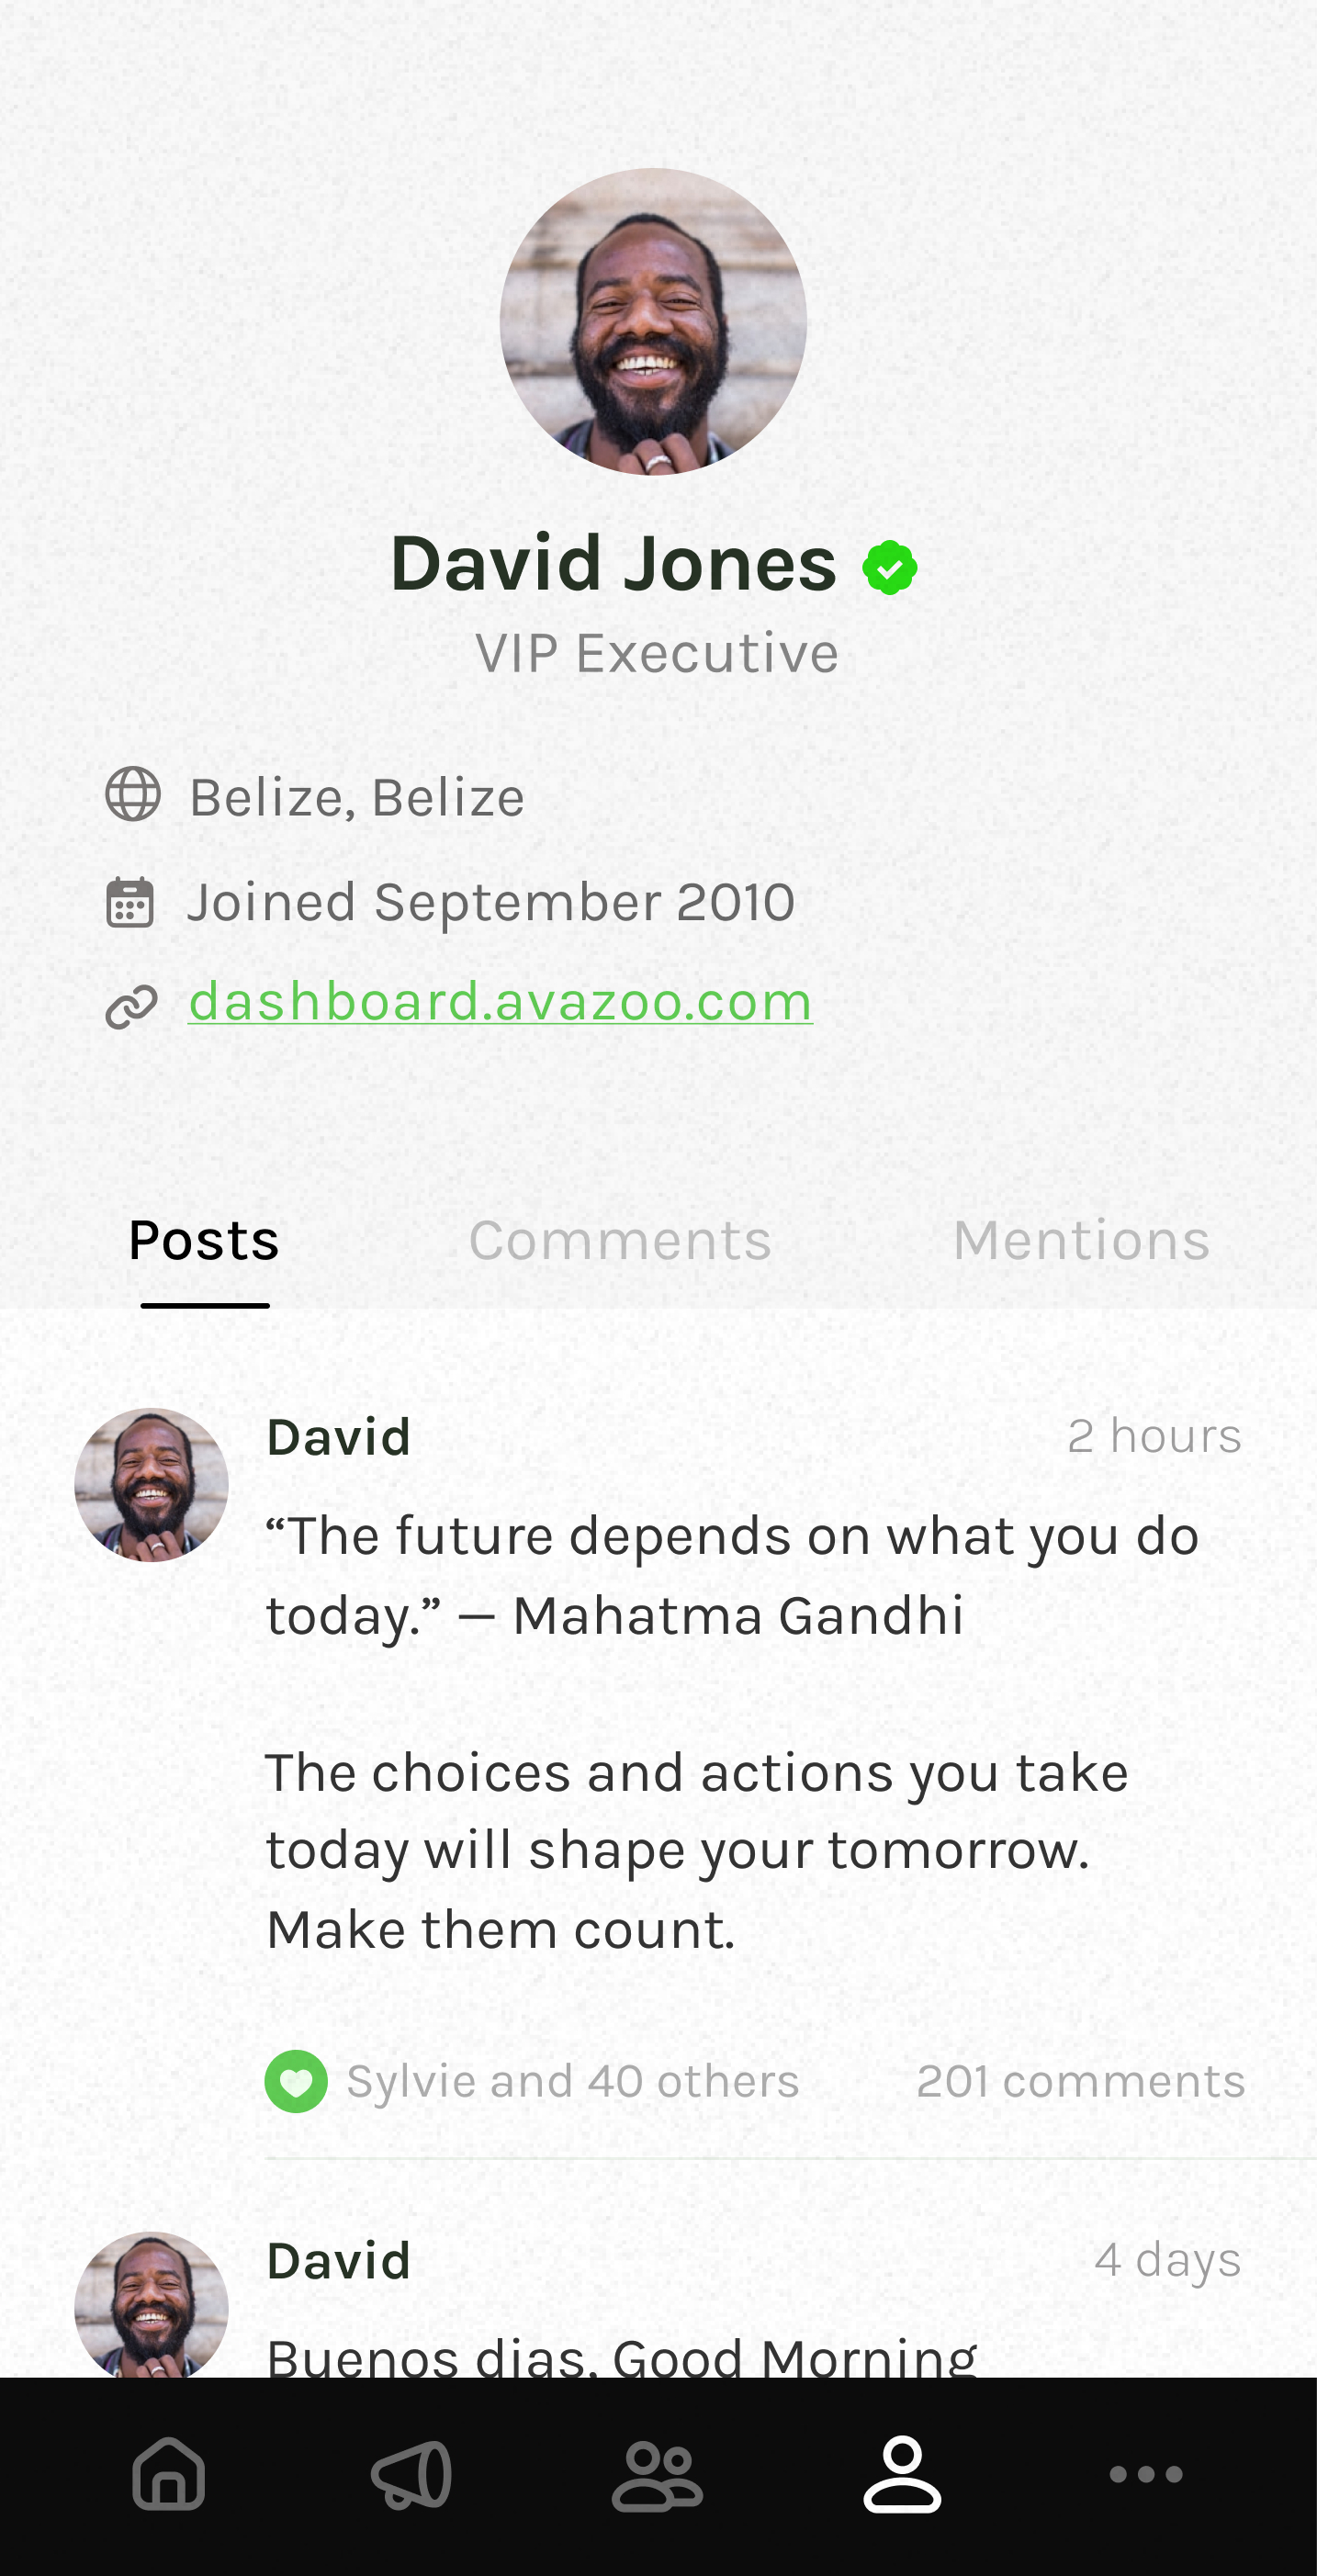 David Jones
VIP Executive
Belize, Belize
Joined September 2010
dashboard.avazoo.com
Posts Comments Mentions
David 2 hours
“The future depends on what you do
today.” — Mahatma Gandhi
The choices and actions you take
today will shape your tomorrow.
Make them count.
Sylvie and 40 others 201 comments
David 4 days
Buenos dias, Good Morning